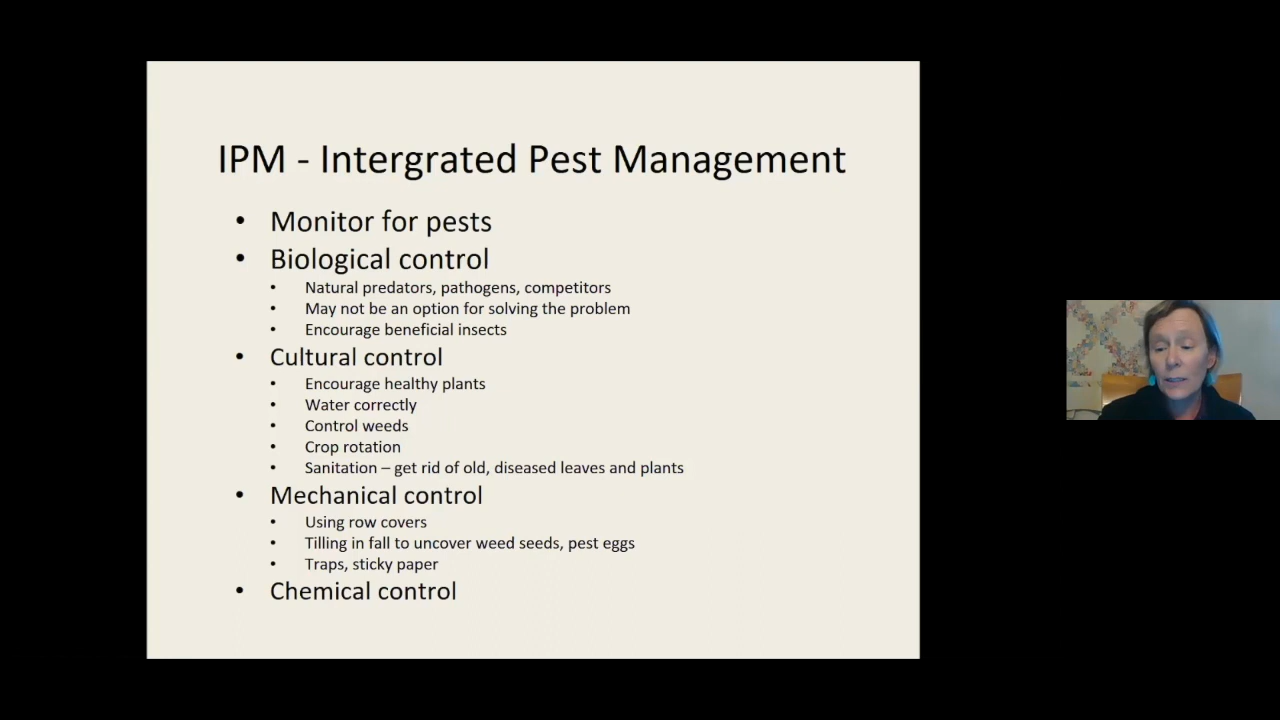 IPM - Intergrated Pest Management
• Monitor for pests
• Biological control
• Natural predators, pathogens, competitors
• May not be an option for solving the problem
• Encourage beneficial insects
• Cultural control
• Encourage healthy plants
• Water correctly
• Control weeds
• Crop rotation
• Sanitation – get rid of old, diseased leaves and plants
• Mechanical control
• Using row covers
• Tilling in fall to uncover weed seeds, pest eggs
• Traps, sticky paper
• Chemical control